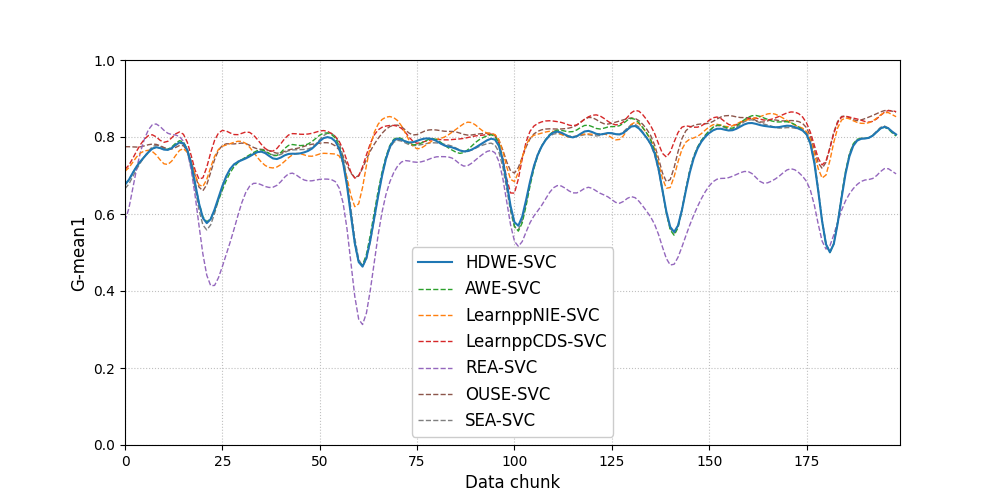 1.0
0.8
0.6
0.4
0.2
0.0
G-mean1
HDWE-SVC
AWE-SVC
LearnppNIE-SVC
LearnppCDS-SVC
REA-SVC
OUSE-SVC
SEA-SVC
0 25 50 75 100 125 150 175
Data chunk